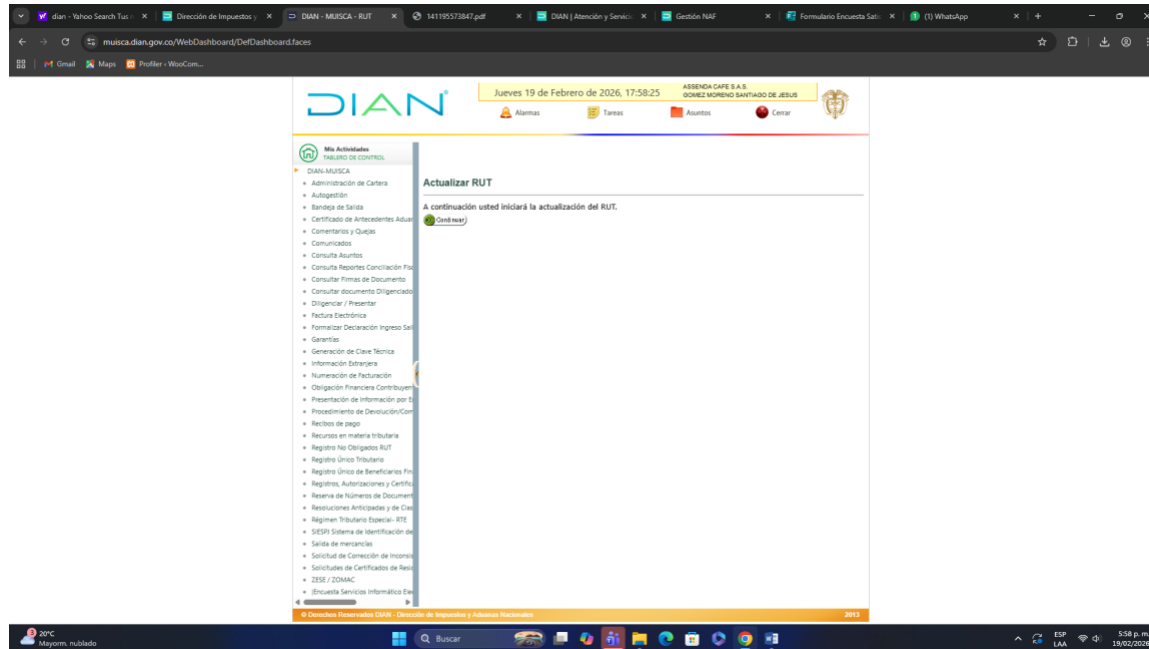 dian - Yahoo Search Tus
Dirección de Impuestos y
DIAN - MUISCA - RUT
141195573847.pdf
DIAN | Atención y Servicio
Gestión NAF
Formulario Encuesta Satis
(1) WhatsApp
muisca.dian.gov.co/WebDashboard/DefDashboard.faces
Gmail
Maps
Profiler ‹ WooCom...
DIAN
Jueves 19 de Febrero de 2026, 17:58:25
ASSENDA CAFE S.A.S.
GOMEZ MORENO SANTIAGO DE JESUS
Alarmas
Tareas
Asuntos
Cerrar
Mis Actividades
TABLERO DE CONTROL
DIAN-MUISCA
Administración de Cartera
Autogestión
Bandeja de Salida
Certificado de Antecedentes Aduan
Comentarios y Quejas
Comunicados
Consulta Asuntos
Consulta Reportes Conciliación Fisc
Consultar Firmas de Documento
Consultar documento Diligenciado
Diligenciar / Presentar
Factura Electrónica
Formalizar Declaración Ingreso Sal
Garantías
Generación de Clave Técnica
Información Extranjera
Numeración de Facturación
Obligación Financiera Contribuyen
Presentación de Información por E
Procedimiento de Devolución/Com
Recibos de pago
Recursos en materia tributaria
Registro No Obligados RUT
Registro Único Tributario
Registro Único de Beneficiarios Fin
Registros, Autorizaciones y Certific
Reserva de Números de Document
Resoluciones Anticipadas y de Clas
Régimen Tributario Especial- RTE
SIESPJ Sistema de Identificación de
Salida de mercancías
Solicitud de Corrección de Inconsis
Solicitudes de Certificados de Resid
ZESE / ZOMAC
¡Encuesta Servicios Informático Ele
Actualizar RUT
A continuación usted iniciará la actualización del RUT.
Continuar
© Derechos Reservados DIAN - Dirección de Impuestos y Aduanas Nacionales
2013
3
20°C
Mayorm. nublado
Buscar
ESP
LAA
5:58 p. m.
19/02/2026